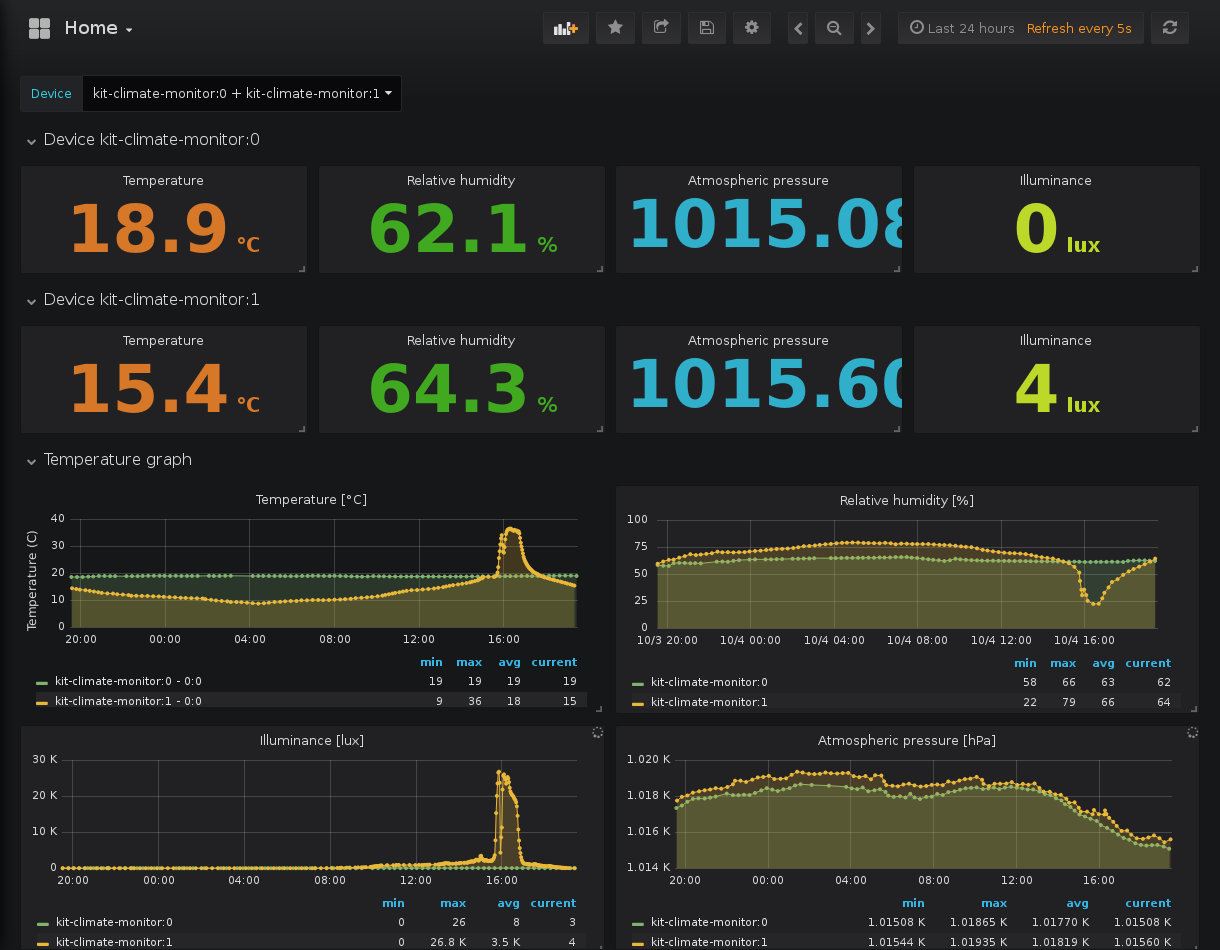 Home
Last 24 hours Refresh every 5s
Device kit-climate-monitor:0 + kit-climate-monitor:1
Device kit-climate-monitor:0
Temperature Relative humidity Atmospheric pressure Illuminance
18.9 °C 62.1 % 1015.08 0 lux
Device kit-climate-monitor:1
Temperature Relative humidity Atmospheric pressure Illuminance
15.4 °C 64.3 % 1015.60 4 lux
Temperature graph
Temperature [°C]
Temperature (C)
40
30
20
10
0
20:00 00:00 04:00 08:00 12:00 16:00
min max avg current
kit-climate-monitor:0 - 0:0 19 19 19 19
kit-climate-monitor:1 - 0:0 9 36 18 15
Relative humidity [%]
100
75
50
25
0
10/3 20:00 10/4 00:00 10/4 04:00 10/4 08:00 10/4 12:00 10/4 16:00
min max avg current
kit-climate-monitor:0 58 66 63 62
kit-climate-monitor:1 22 79 66 64
Illuminance [lux]
30 K
20 K
10 K
0
20:00 00:00 04:00 08:00 12:00 16:00
min max avg current
kit-climate-monitor:0 0 26 8 3
kit-climate-monitor:1 0 26.8 K 3.5 K 4
Atmospheric pressure [hPa]
1.020 K
1.018 K
1.016 K
1.014 K
20:00 00:00 04:00 08:00 12:00 16:00
min max avg current
kit-climate-monitor:0 1.01508 K 1.01865 K 1.01770 K 1.01508 K
kit-climate-monitor:1 1.01544 K 1.01935 K 1.01819 K 1.01560 K